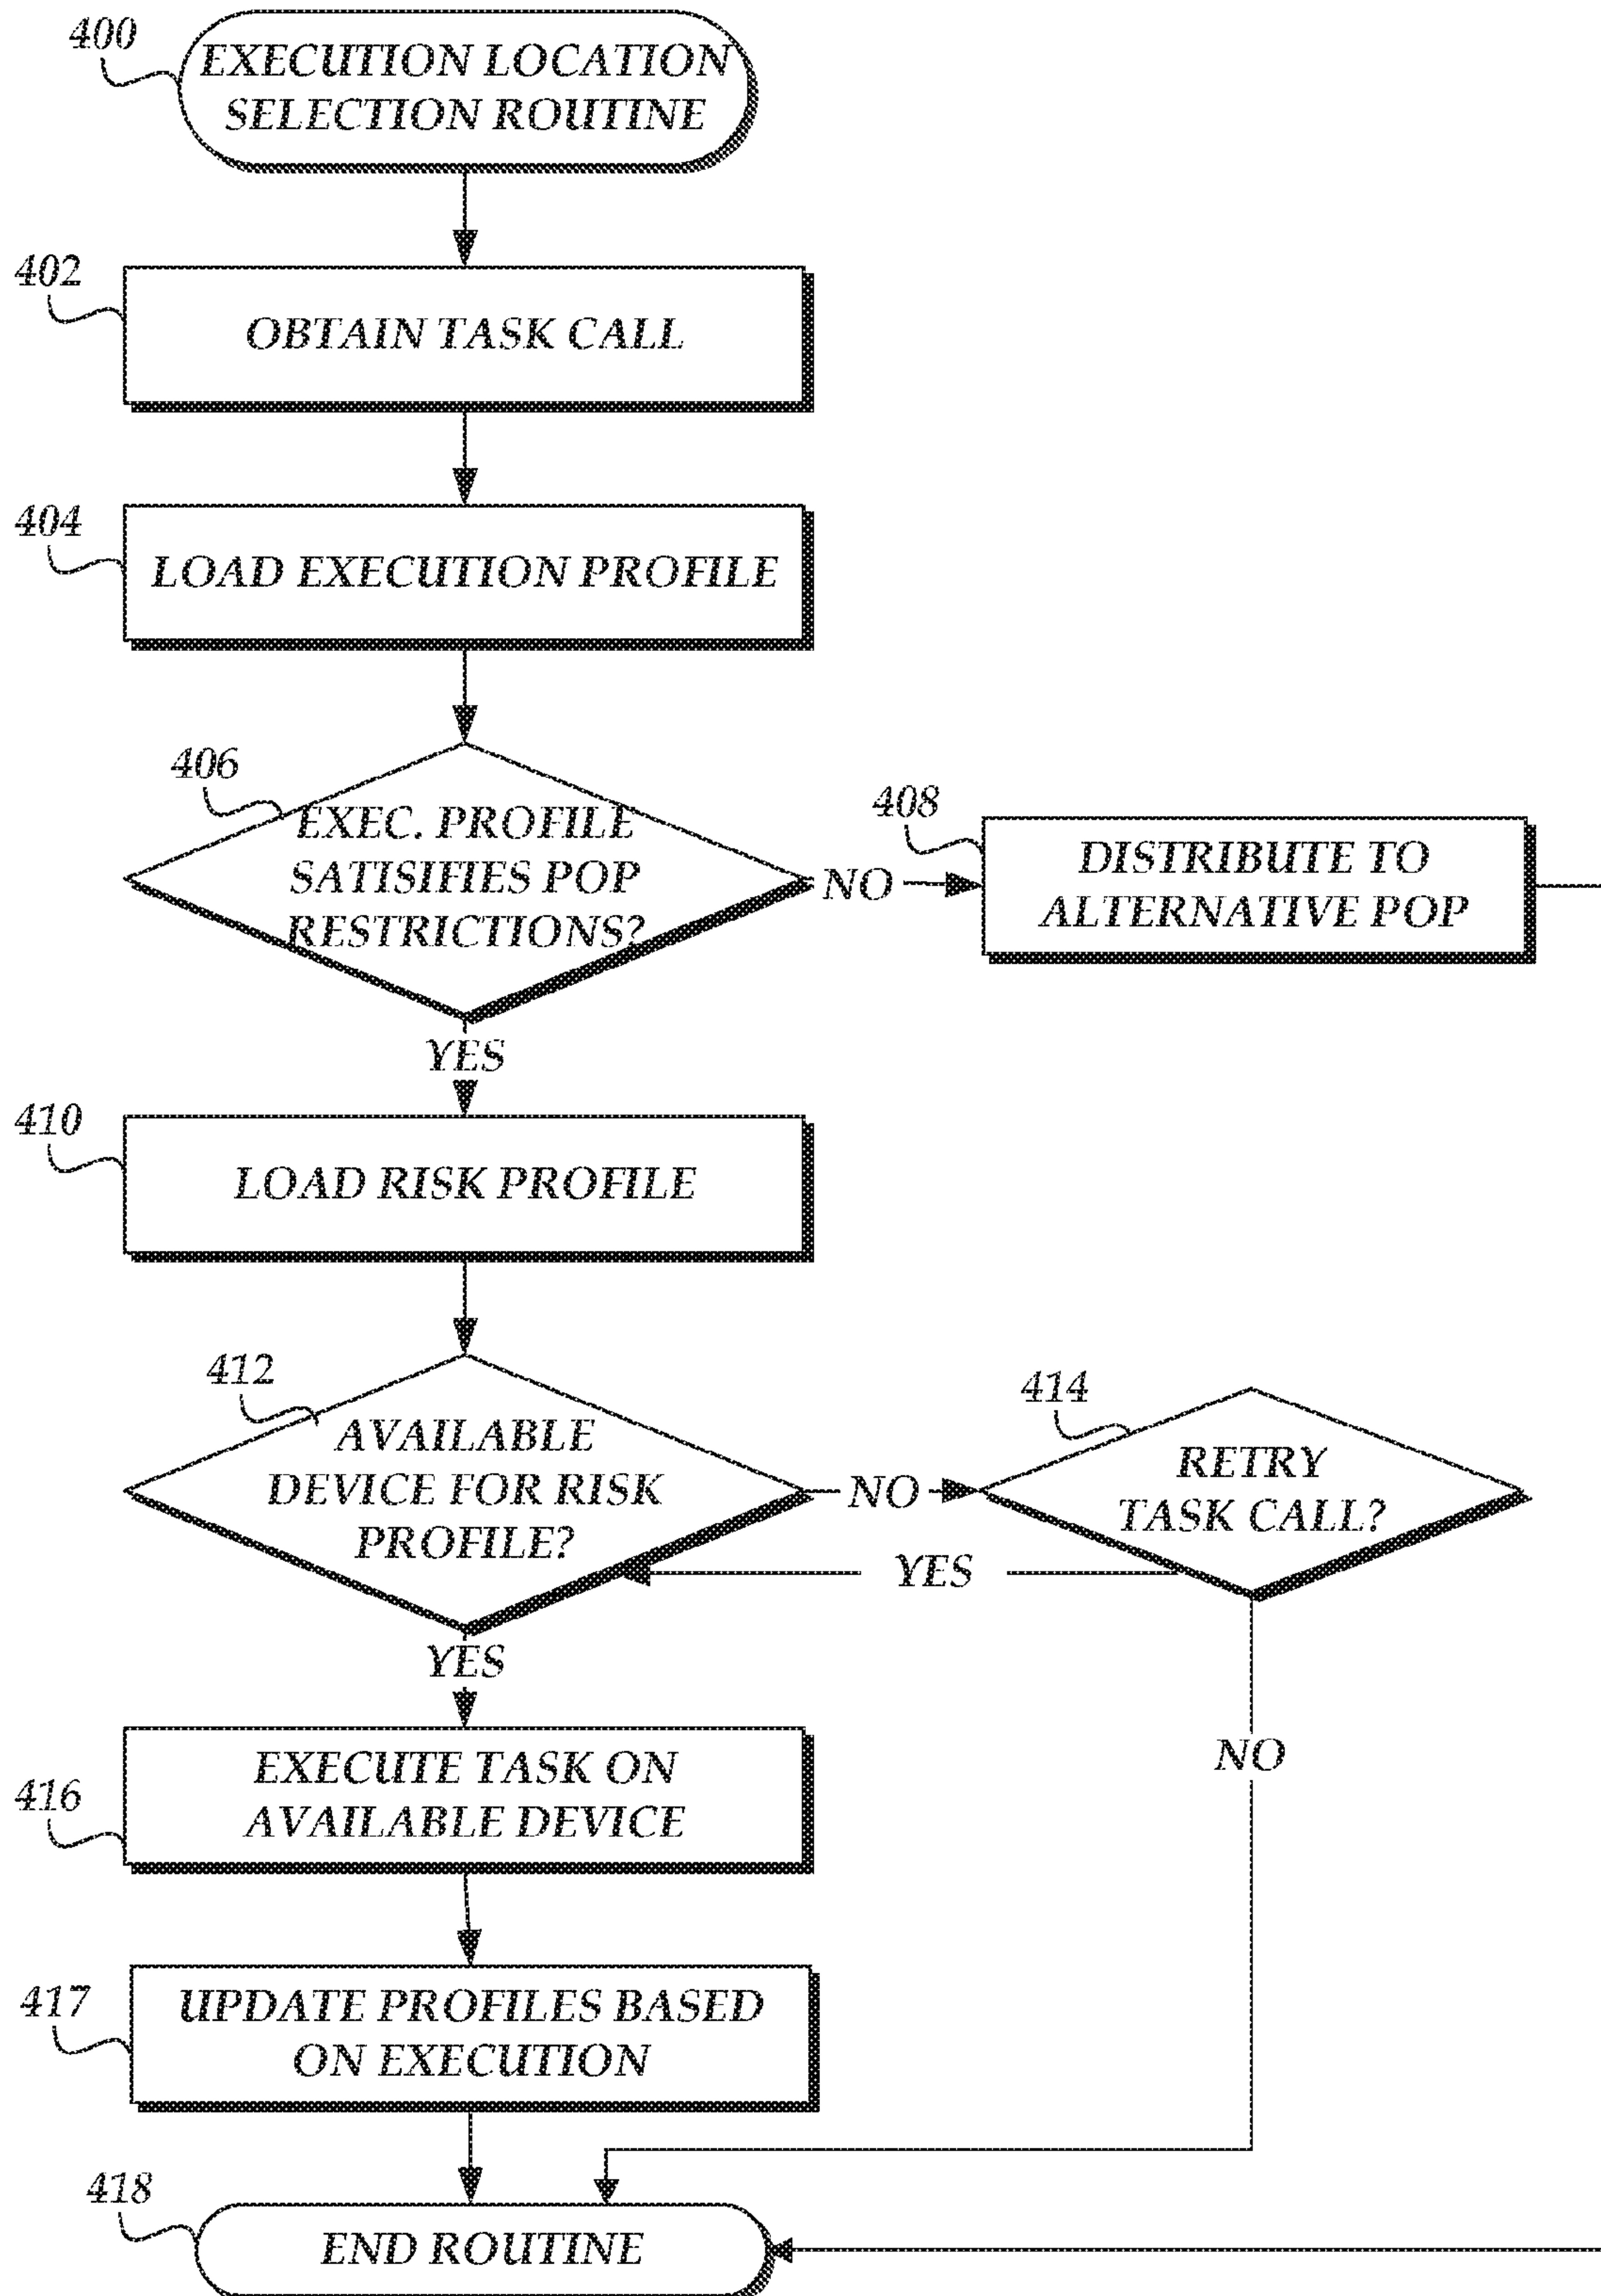 400
EXECUTION LOCATION
SELECTION ROUTINE
402
OBTAIN TASK CALL
404
LOAD EXECUTION PROFILE
406
EXEC. PROFILE
SATISIFIES POP
RESTRICTIONS?
NO
408
DISTRIBUTE TO
ALTERNATIVE POP
YES
410
LOAD RISK PROFILE
412
AVAILABLE
DEVICE FOR RISK
PROFILE?
NO
414
RETRY
TASK CALL?
YES
YES
NO
416
EXECUTE TASK ON
AVAILABLE DEVICE
417
UPDATE PROFILES BASED
ON EXECUTION
418
END ROUTINE